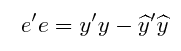 e′e = y′y − ŷ′ŷ